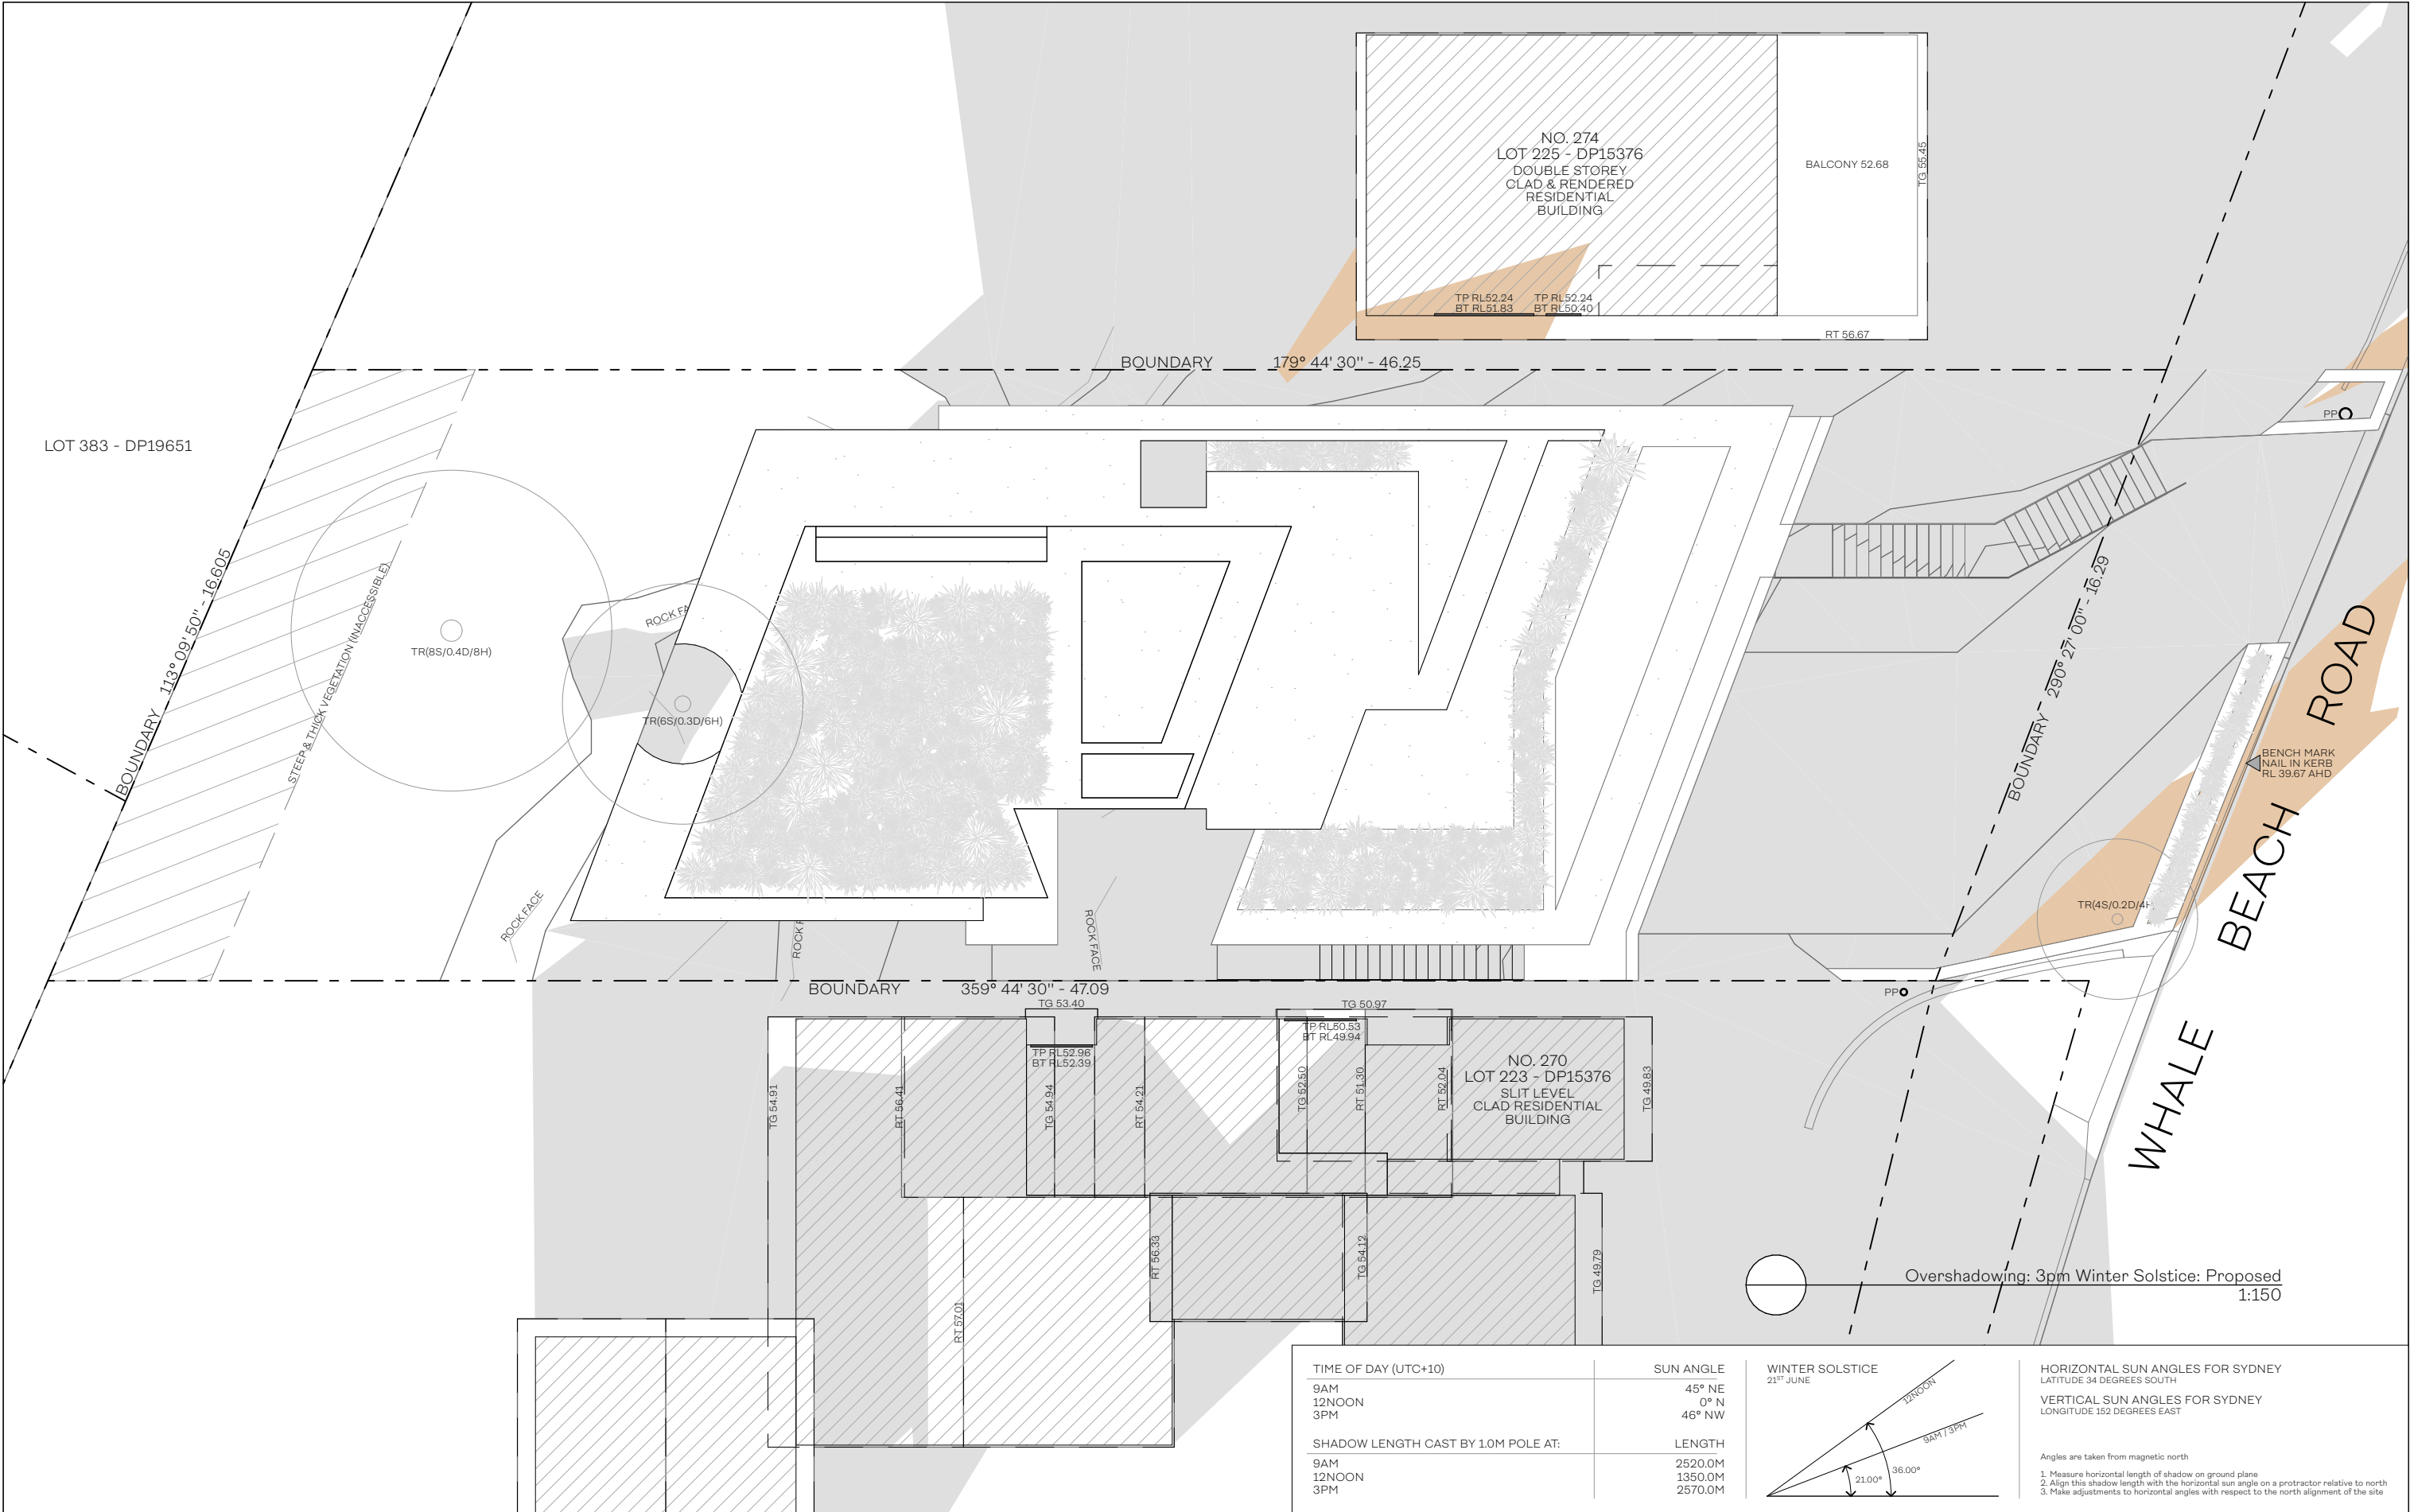 NO. 274
LOT 225 - DP15376
DOUBLE STOREY
CLAD & RENDERED
RESIDENTIAL
BUILDING
BALCONY 52.68
TG 55.45
TP RL52.24
BT RL51.83
TP RL52.24
BT RL50.40
RT 56.67
BOUNDARY 179° 44' 30" - 46.25
LOT 383 - DP19651
PP
BOUNDARY 113° 09' 50" - 16.605
STEEP & THICK VEGETATION (INACCESSIBLE)
TR(8S/0.4D/8H)
ROCK FA
TR(6S/0.3D/6H)
BOUNDARY 290° 27' 00" - 16.29
WHALE BEACH ROAD
BENCH MARK
NAIL IN KERB
RL 39.67 AHD
TR(4S/0.2D/4H
ROCK FACE
ROCK F
ROCK FACE
BOUNDARY 359° 44' 30" - 47.09
PP
TG 53.40
TG 50.97
TP RL52.96
BT RL52.39
TP RL50.53
BT RL49.94
NO. 270
LOT 223 - DP15376
SLIT LEVEL
CLAD RESIDENTIAL
BUILDING
TG 54.91
RT 56.41
TG 54.94
RT 54.21
TG 52.50
RT 51.30
RT 52.04
TG 49.83
RT 56.33
TG 54.12
TG 49.79
RT 57.01
Overshadowing: 3pm Winter Solstice: Proposed
1:150
TIME OF DAY (UTC+10) SUN ANGLE
9AM 45° NE
12NOON 0° N
3PM 46° NW
SHADOW LENGTH CAST BY 1.0M POLE AT: LENGTH
9AM 2520.0M
12NOON 1350.0M
3PM 2570.0M
WINTER SOLSTICE
21ST JUNE
12NOON
9AM / 3PM
21.00°
36.00°
HORIZONTAL SUN ANGLES FOR SYDNEY
LATITUDE 34 DEGREES SOUTH
VERTICAL SUN ANGLES FOR SYDNEY
LONGITUDE 152 DEGREES EAST
Angles are taken from magnetic north
1. Measure horizontal length of shadow on ground plane
2. Align this shadow length with the horizontal sun angle on a protractor relative to north
3. Make adjustments to horizontal angles with respect to the north alignment of the site